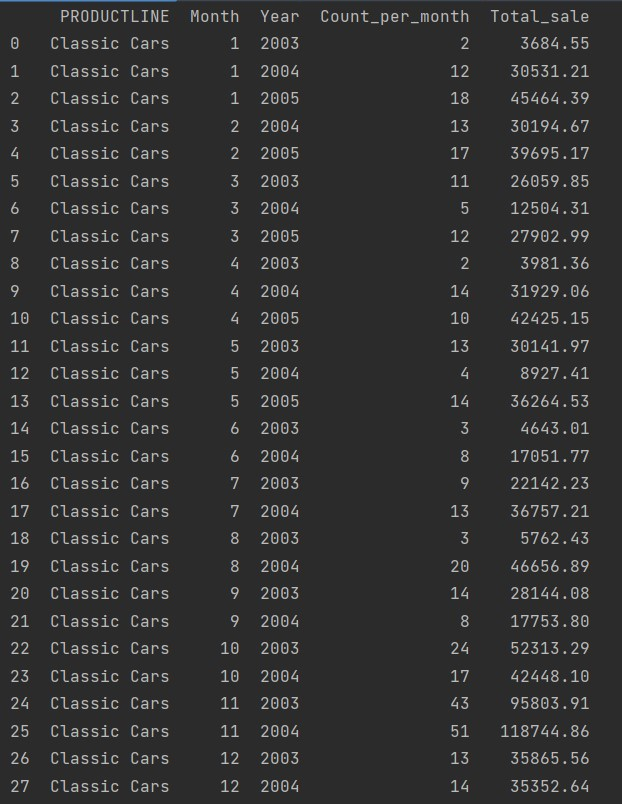 PRODUCTLINE Month Year Count_per_month Total_sale
0 Classic Cars 1 2003 2 3684.55
1 Classic Cars 1 2004 12 30531.21
2 Classic Cars 1 2005 18 45464.39
3 Classic Cars 2 2004 13 30194.67
4 Classic Cars 2 2005 17 39695.17
5 Classic Cars 3 2003 11 26059.85
6 Classic Cars 3 2004 5 12504.31
7 Classic Cars 3 2005 12 27902.99
8 Classic Cars 4 2003 2 3981.36
9 Classic Cars 4 2004 14 31929.06
10 Classic Cars 4 2005 10 42425.15
11 Classic Cars 5 2003 13 30141.97
12 Classic Cars 5 2004 4 8927.41
13 Classic Cars 5 2005 14 36264.53
14 Classic Cars 6 2003 3 4643.01
15 Classic Cars 6 2004 8 17051.77
16 Classic Cars 7 2003 9 22142.23
17 Classic Cars 7 2004 13 36757.21
18 Classic Cars 8 2003 3 5762.43
19 Classic Cars 8 2004 20 46656.89
20 Classic Cars 9 2003 14 28144.08
21 Classic Cars 9 2004 8 17753.80
22 Classic Cars 10 2003 24 52313.29
23 Classic Cars 10 2004 17 42448.10
24 Classic Cars 11 2003 43 95803.91
25 Classic Cars 11 2004 51 118744.86
26 Classic Cars 12 2003 13 35865.56
27 Classic Cars 12 2004 14 35352.64